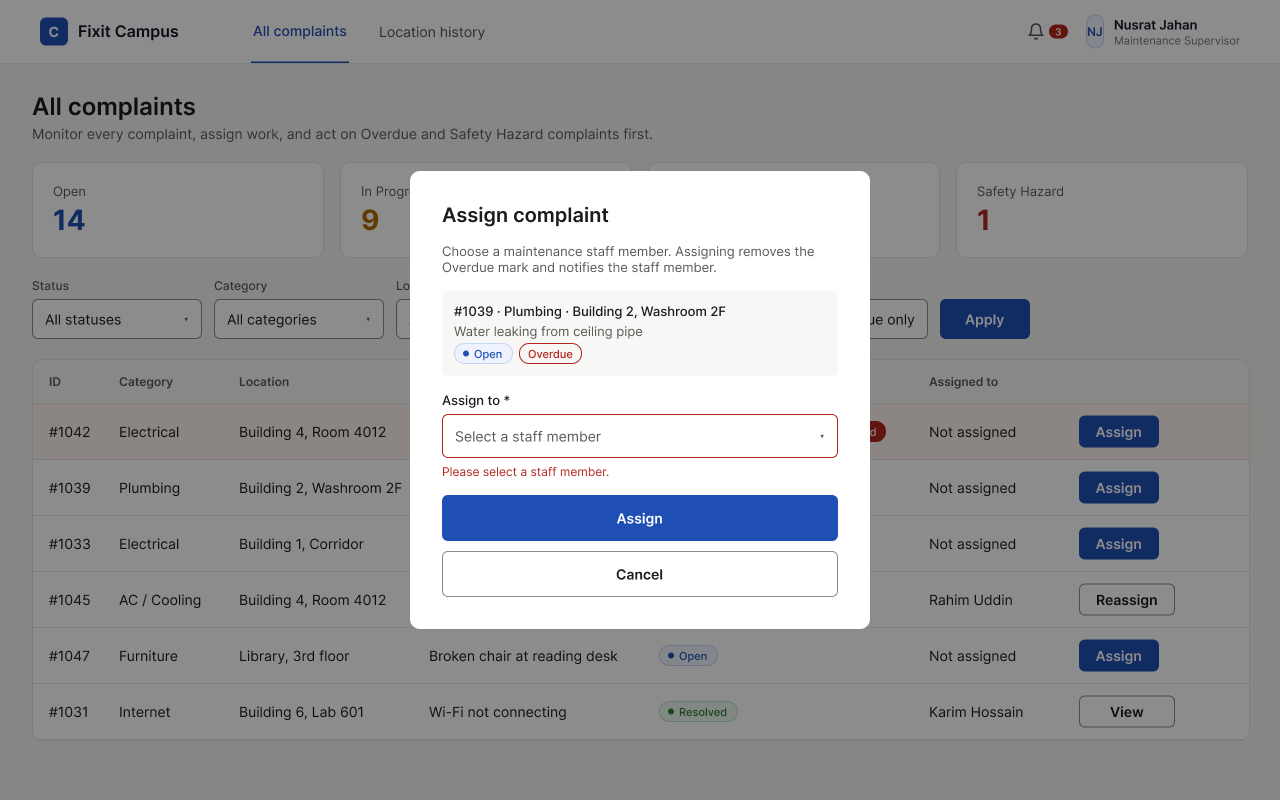 C Fixit Campus All complaints Location history 3 NJ Nusrat Jahan
Maintenance Supervisor
All complaints
Monitor every complaint, assign work, and act on Overdue and Safety Hazard complaints first.
Open In Safety Hazard
14 9 1
Assign complaint
Choose a maintenance staff member. Assigning removes the
Overdue mark and notifies the staff member.
#1039 · Plumbing · Building 2, Washroom 2F
Water leaking from ceiling pipe
Open Overdue
Assign to *
Select a staff member
Please select a staff member.
Assign
Cancel
Status Category
All statuses All categories only Apply
ID Category Location Assigned to
#1042 Electrical Building 4, Room 4012 Not assigned Assign
#1039 Plumbing Building 2, Washroom 2F Not assigned Assign
#1033 Electrical Building 1, Corridor Not assigned Assign
#1045 AC / Cooling Building 4, Room 4012 Rahim Uddin Reassign
#1047 Furniture Library, 3rd floor Broken chair at reading desk Open Not assigned Assign
#1031 Internet Building 6, Lab 601 Wi-Fi not connecting Resolved Karim Hossain View